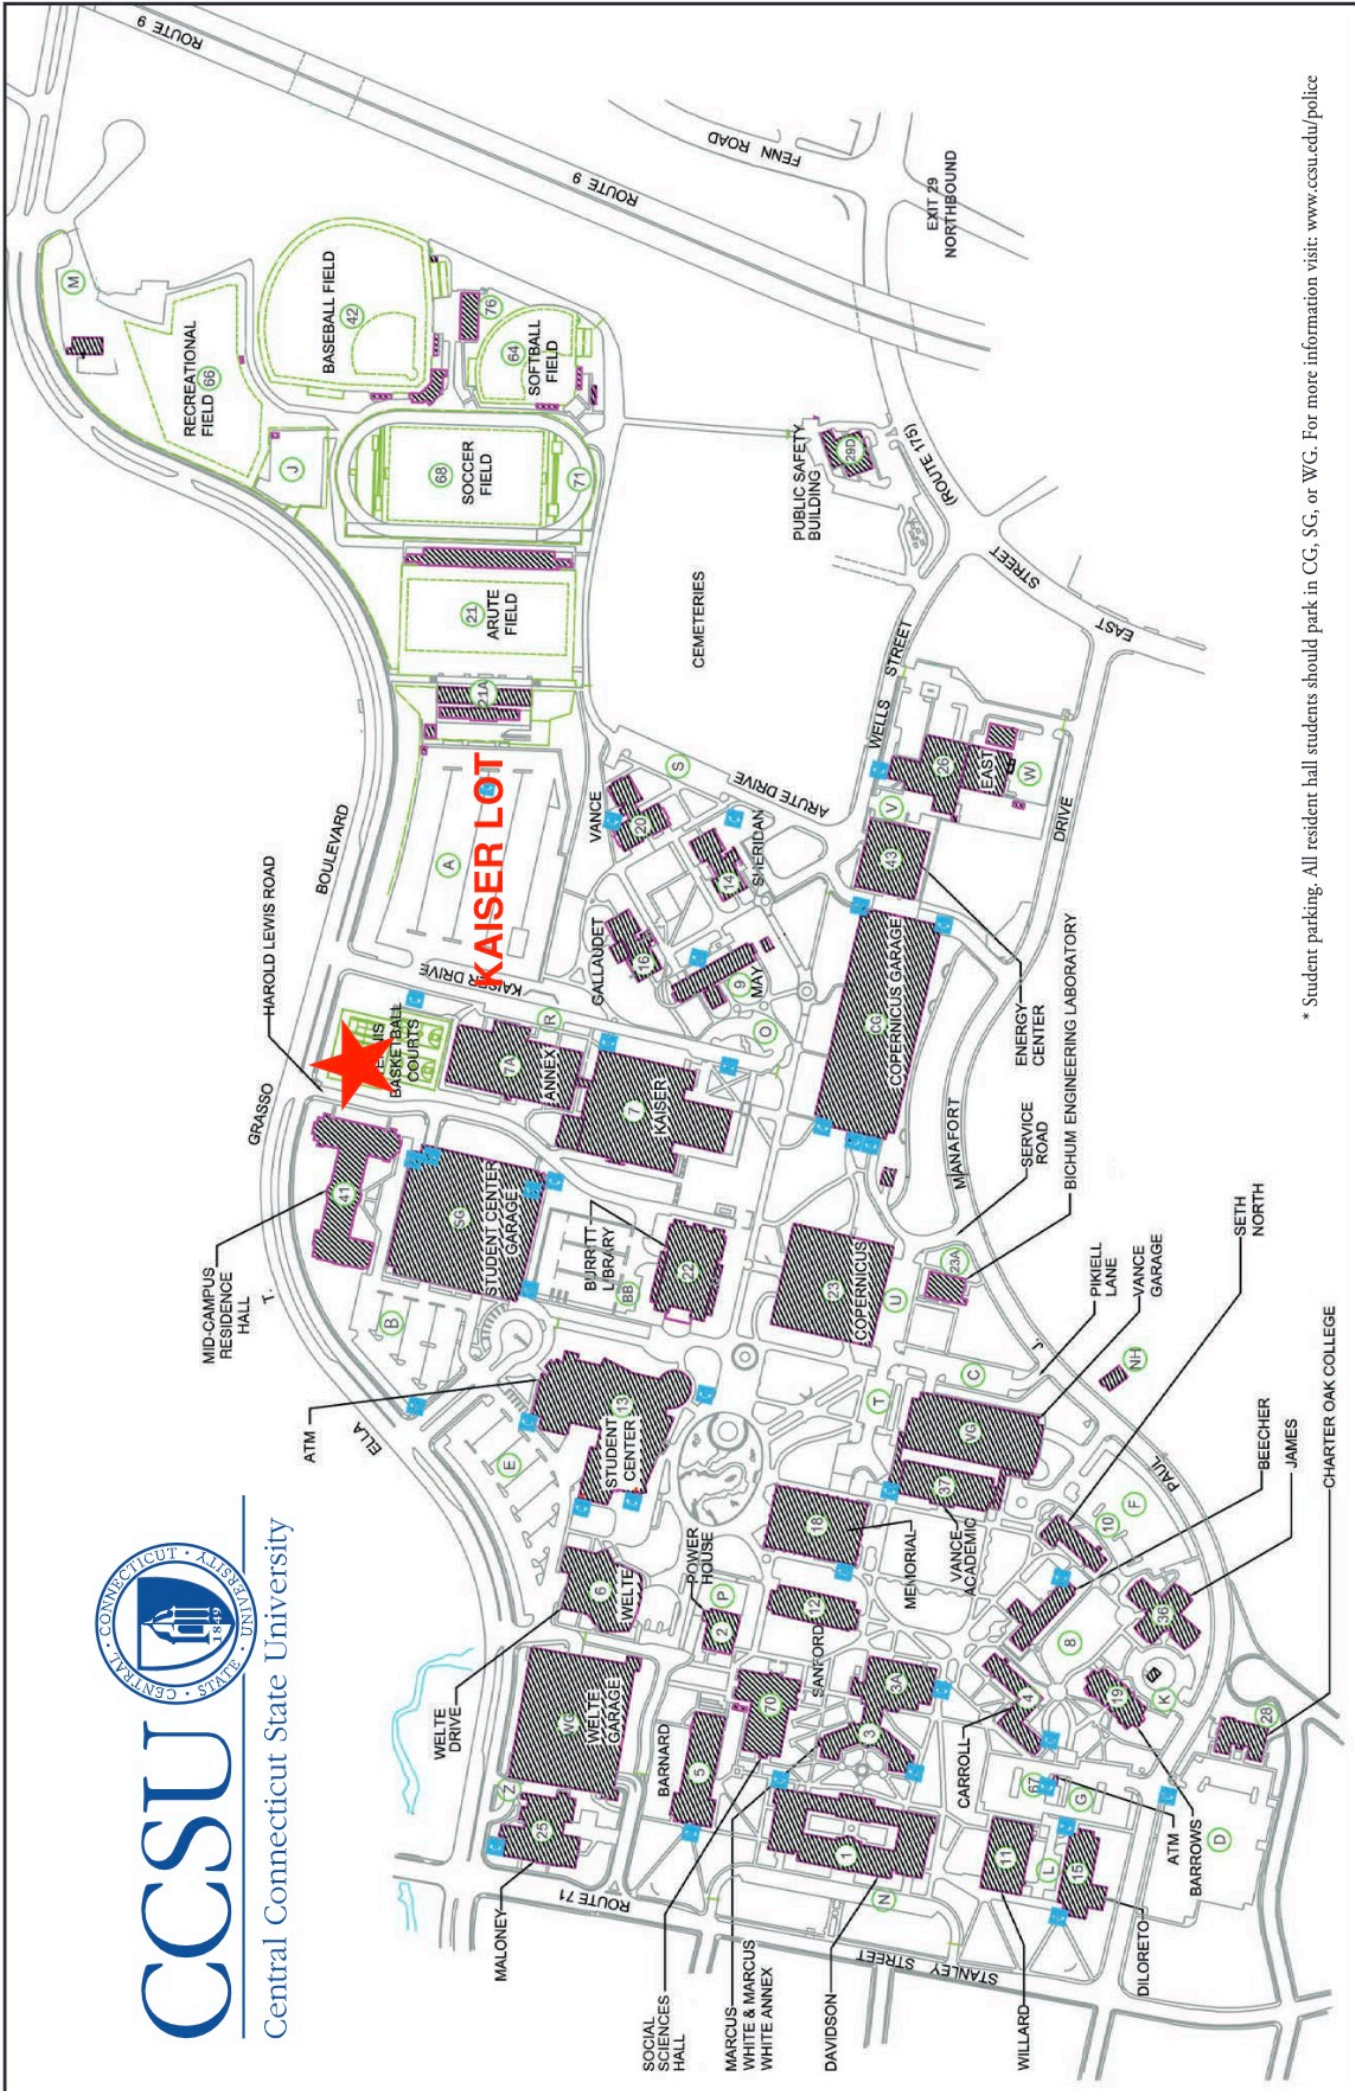 CCSU
Central Connecticut State University
CENTRAL • CONNECTICUT • STATE • UNIVERSITY •
1849
ROUTE 9
ROUTE 9
FENN ROAD
EXIT 29
NORTHBOUND
M
RECREATIONAL
FIELD 66
BASEBALL FIELD
42
76
64
SOFTBALL
FIELD
J
68
SOCCER
FIELD
71
21
ARUTE
FIELD
21A
PUBLIC SAFETY
BUILDING
29D
(ROUTE 175)
CEMETERIES
EAST
STREET
WELLS
STREET
ARUTE DRIVE
S
HAROLD LEWIS ROAD
BOULEVARD
GRASSO
T.
ELLA
A
KAISER LOT
KAISER DRIVE
BASKETBALL
COURTS
R
7A
ANNEX
7
KAISER
O
VANCE
20
14
SHERIDAN
GALLAUDET
16
9
MAY
26
EAST
W
V
43
DRIVE
CG
COPERNICUS GARAGE
ENERGY
CENTER
MANAFORT
SERVICE
ROAD
BICHUM ENGINEERING LABORATORY
MID-CAMPUS
RESIDENCE
HALL
41
SG
STUDENT CENTER
GARAGE
B
BURRITT
LIBRARY
BB
22
23
COPERNICUS
23A
U
J.
PIKIELL
LANE
VANCE
GARAGE
NH
SETH
NORTH
ATM
E
13
STUDENT
CENTER
C
T
VG
37
VANCE
ACADEMIC
18
MEMORIAL
10
F
PAUL
BEECHER
JAMES
CHARTER OAK COLLEGE
WELTE
DRIVE
6
WELTE
POWER
HOUSE
P
2
12
SANFORD
8
36
WG
WELTE
GARAGE
Z
25
MALONEY
BARNARD
5
70
3A
3
4
CARROLL
19
K
28
ROUTE 71
SOCIAL
SCIENCES
HALL
MARCUS
WHITE & MARCUS
WHITE ANNEX
DAVIDSON
1
N
STANLEY STREET
67
G
ATM
BARROWS
D
11
L
15
WILLARD
DILORETO
* Student parking. All resident hall students should park in CG, SG, or WG. For more information visit: www.ccsu.edu/police